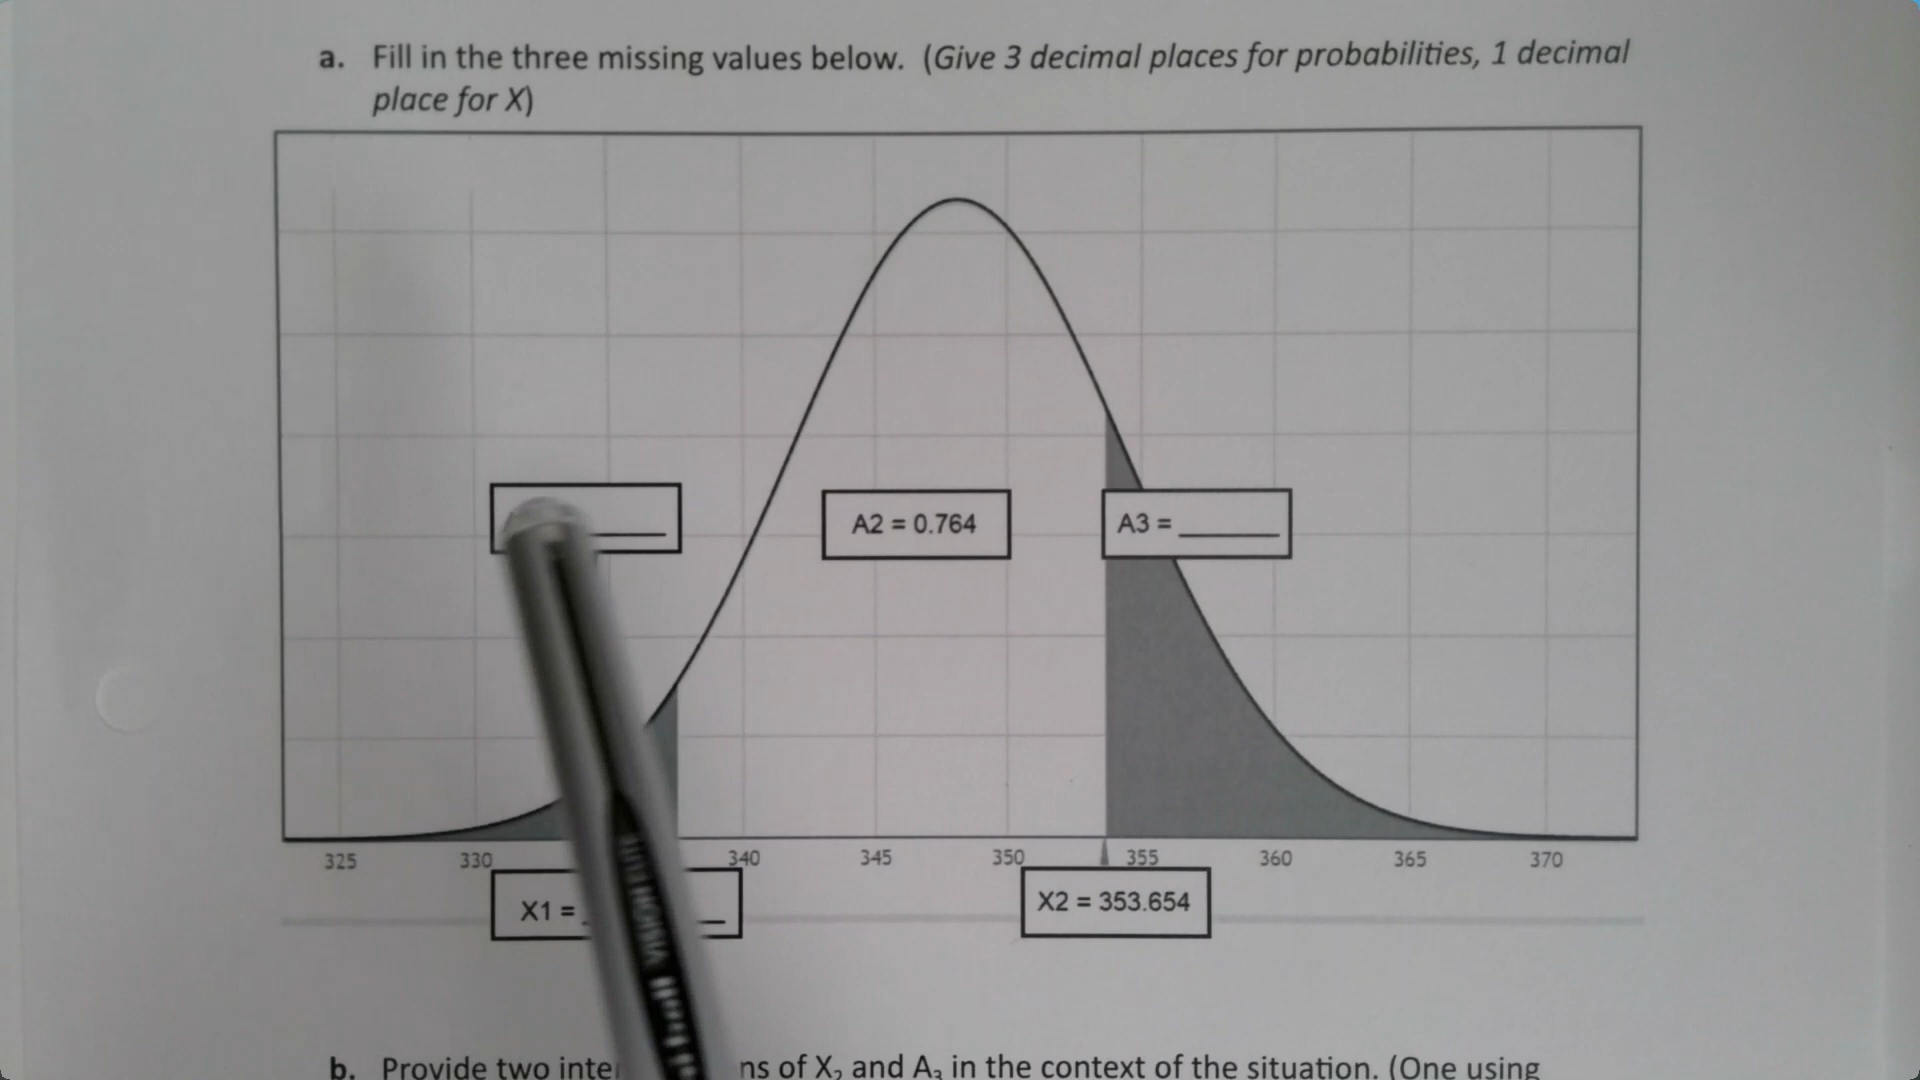 a. Fill in the three missing values below. (Give 3 decimal places for probabilities, 1 decimal
place for X)
A2 = 0.764
A3 = ______
325 330 340 345 350 355 360 365 370
X1 =
X2 = 353.654
b. Provide two of X₂ and A₃ in the context of the situation. (One using